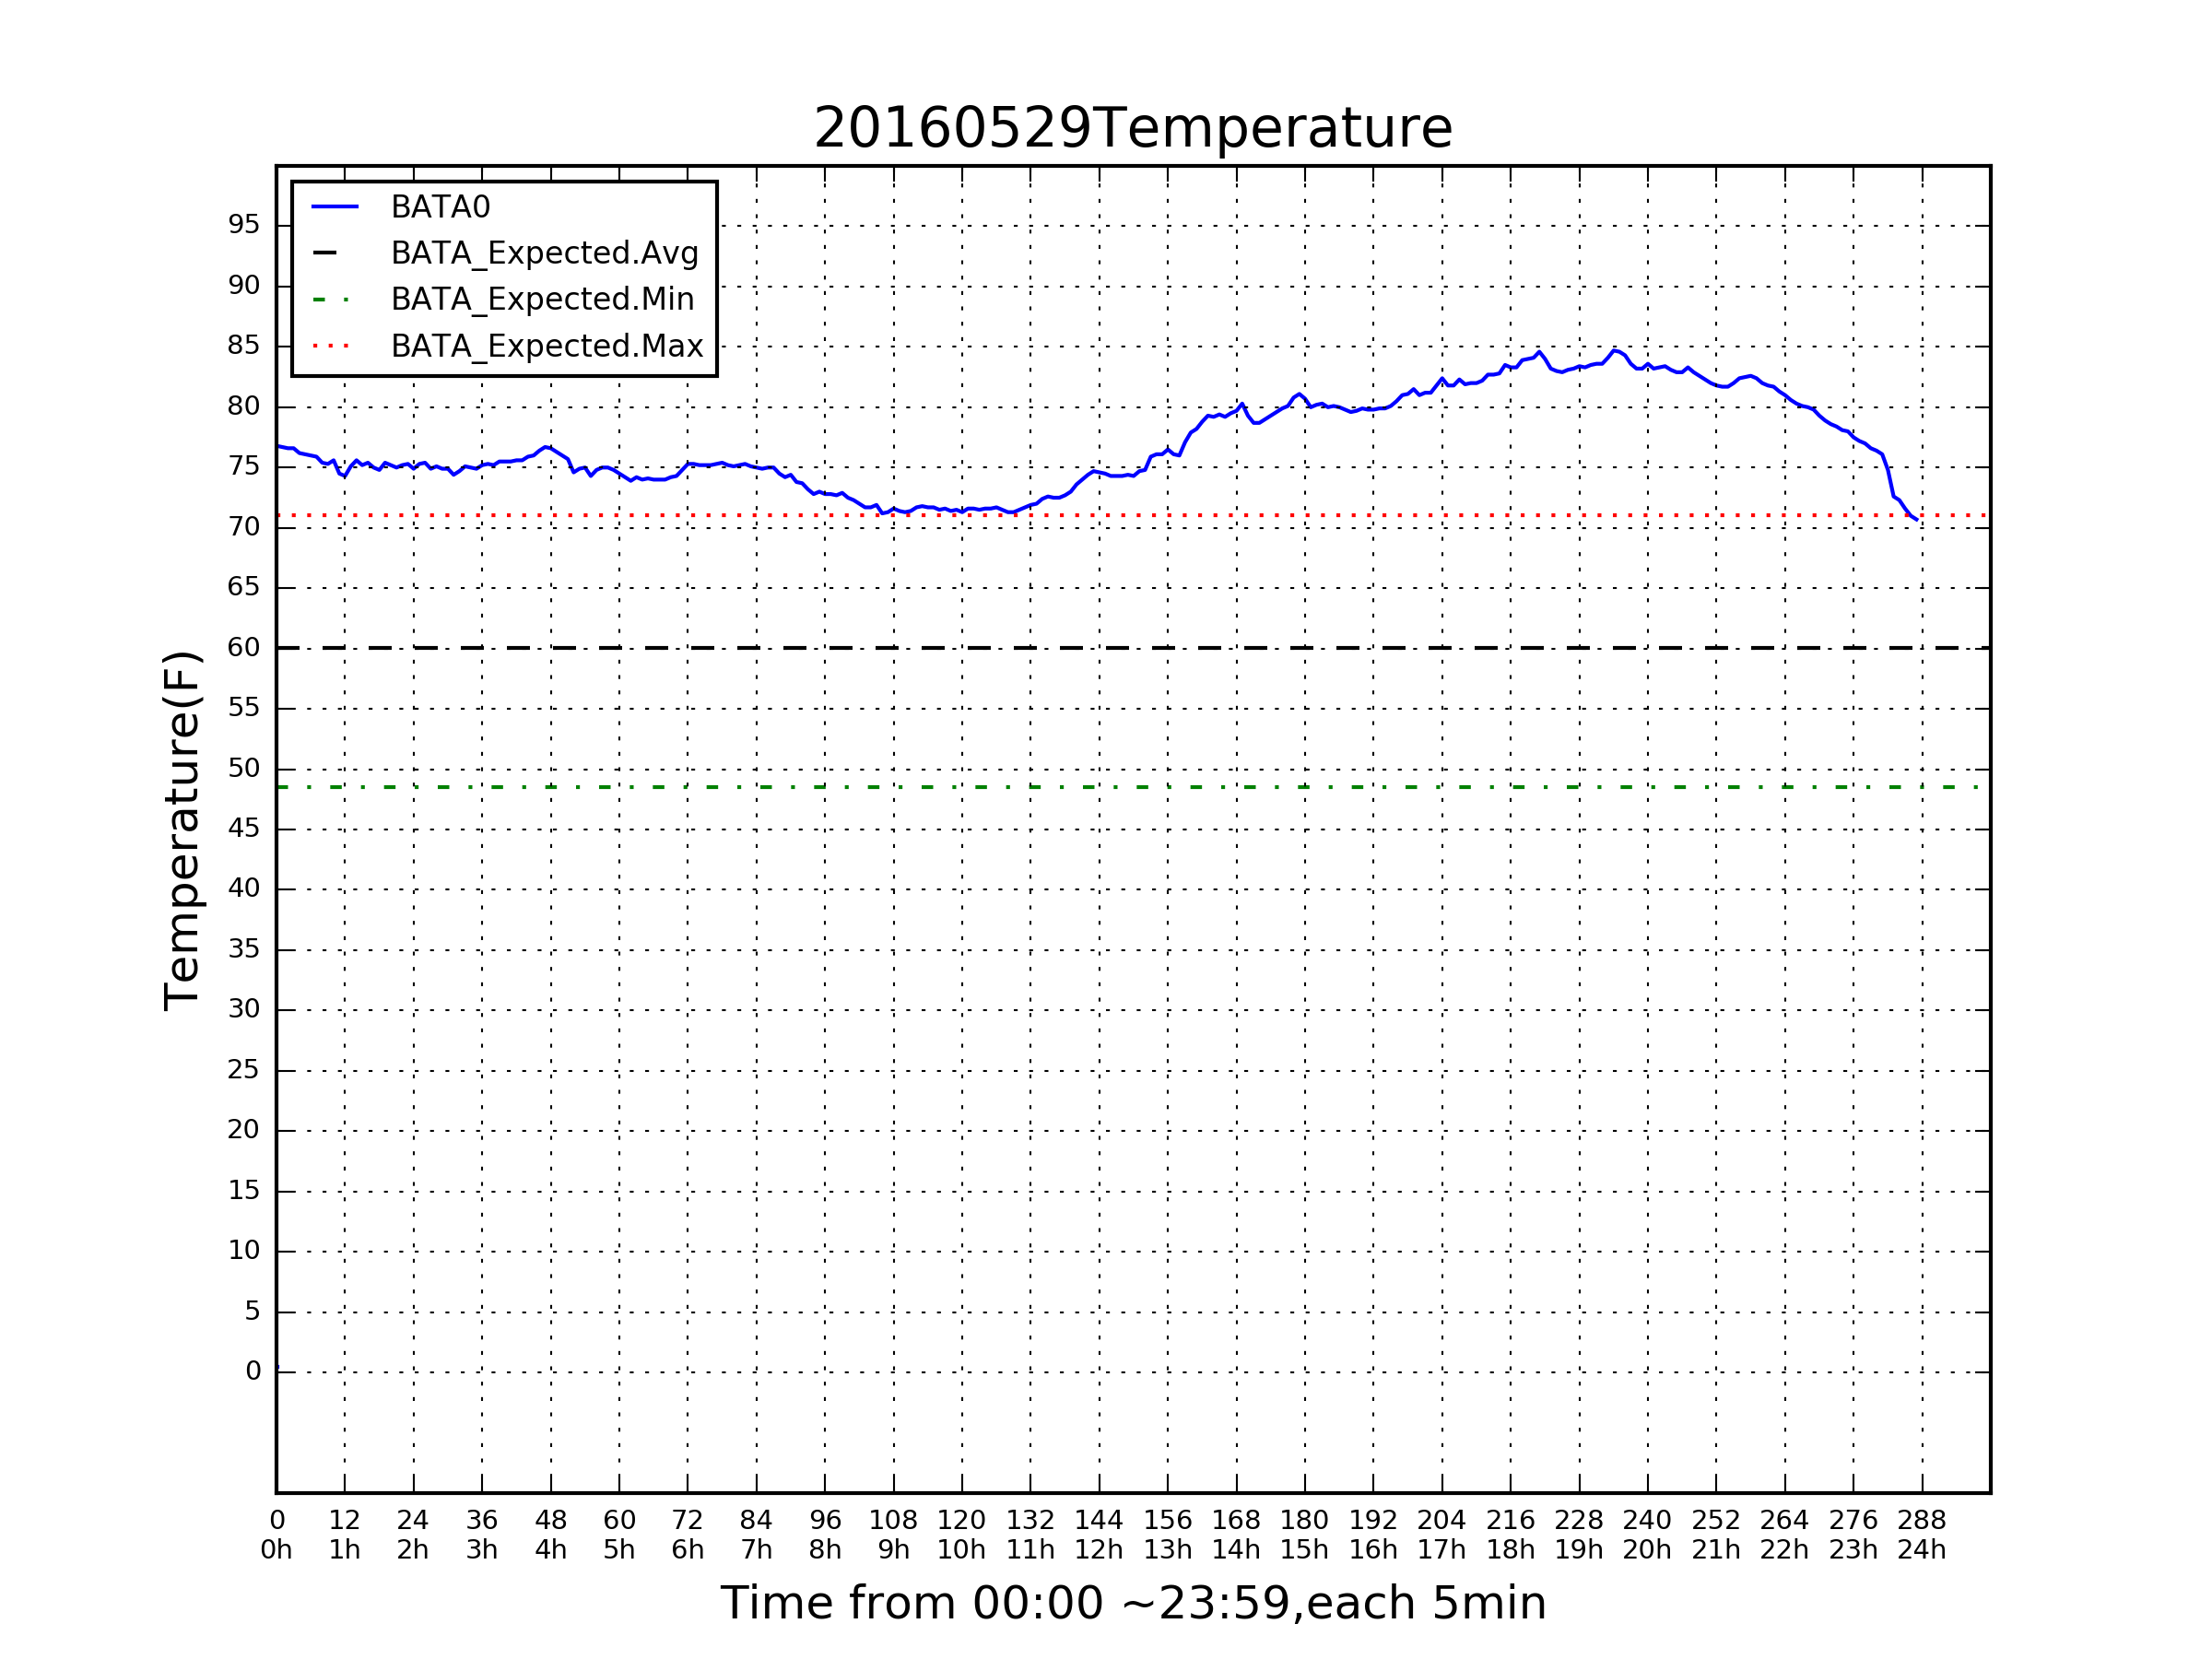 20160529Temperature
BATA0
BATA_Expected.Avg
BATA_Expected.Min
BATA_Expected.Max
95
90
85
80
75
70
65
60
55
50
45
40
35
30
25
20
15
10
5
0
Temperature(F)
0 12 24 36 48 60 72 84 96 108 120 132 144 156 168 180 192 204 216 228 240 252 264 276 288
0h 1h 2h 3h 4h 5h 6h 7h 8h 9h 10h 11h 12h 13h 14h 15h 16h 17h 18h 19h 20h 21h 22h 23h 24h
Time from 00:00 ~23:59,each 5min